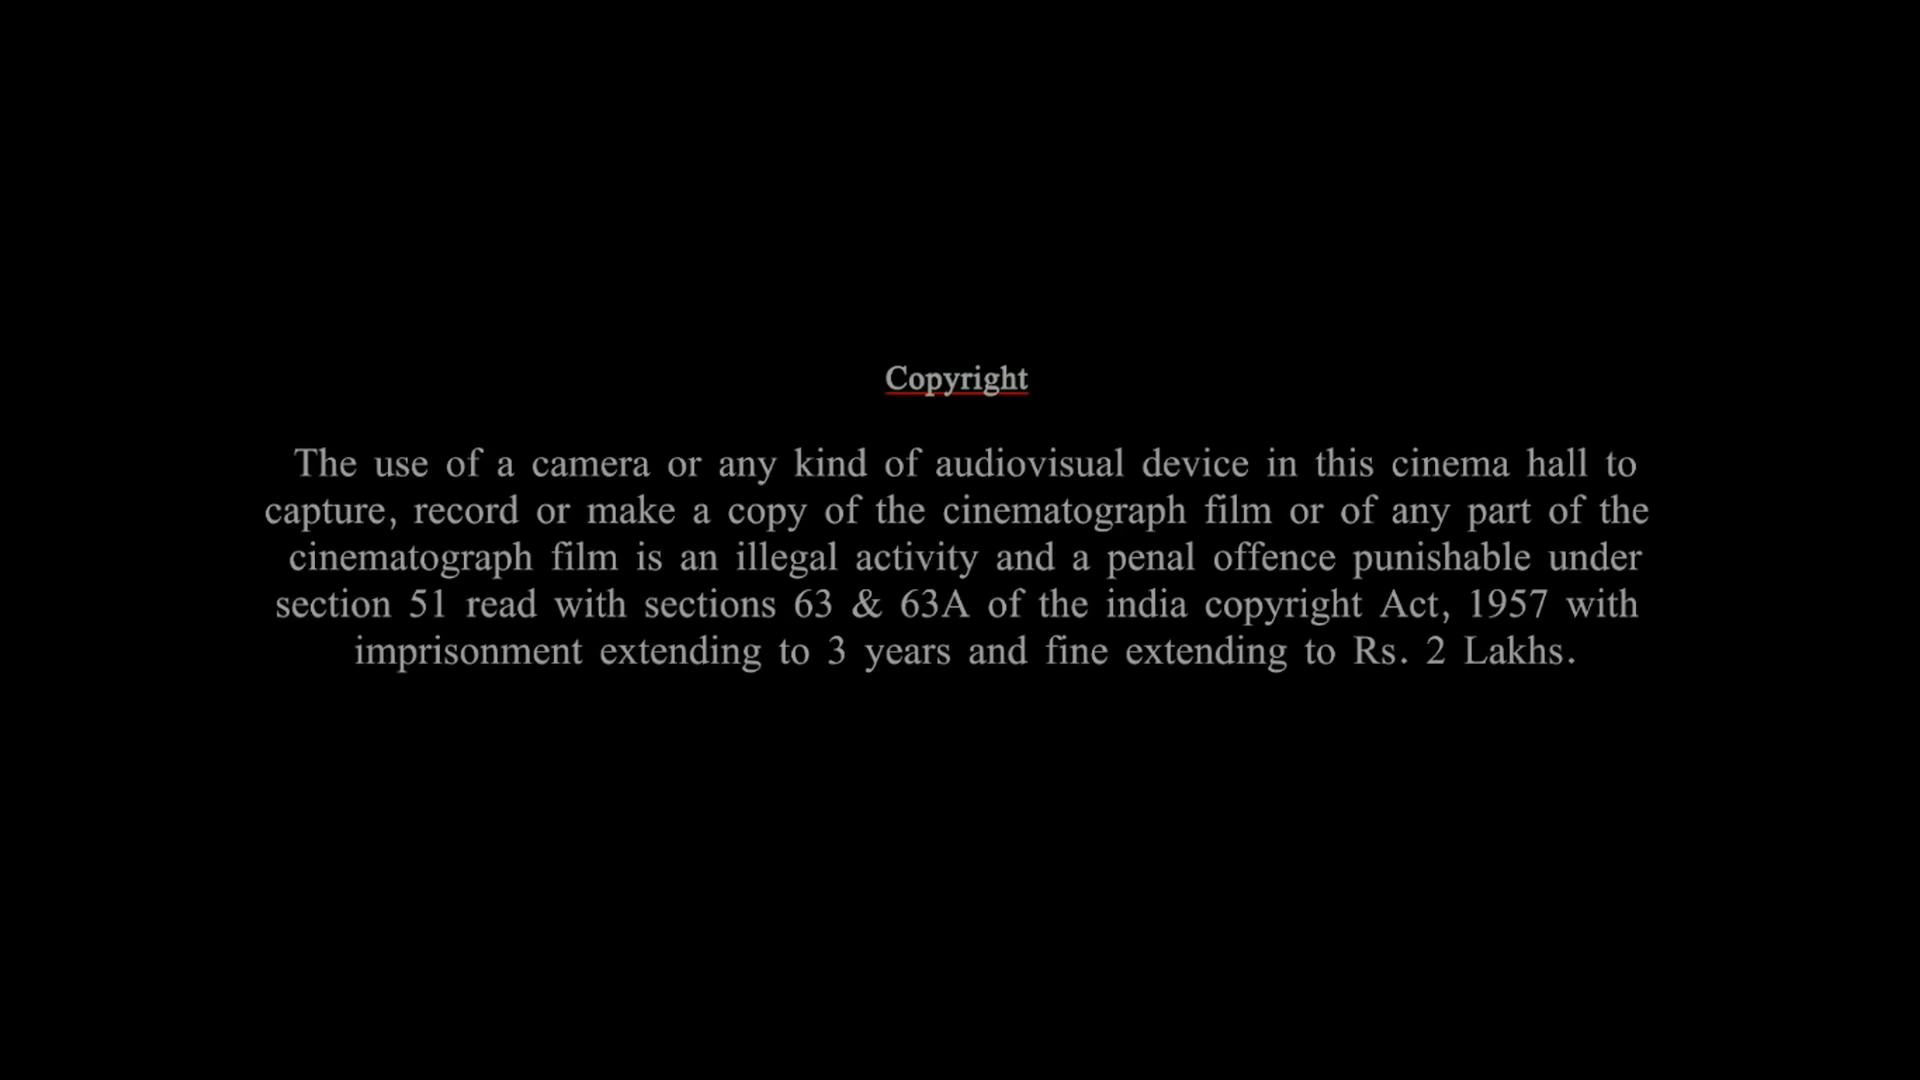 Copyright
The use of a camera or any kind of audiovisual device in this cinema hall to
capture, record or make a copy of the cinematograph film or of any part of the
cinematograph film is an illegal activity and a penal offence punishable under
section 51 read with sections 63 & 63A of the india copyright Act, 1957 with
imprisonment extending to 3 years and fine extending to Rs. 2 Lakhs.